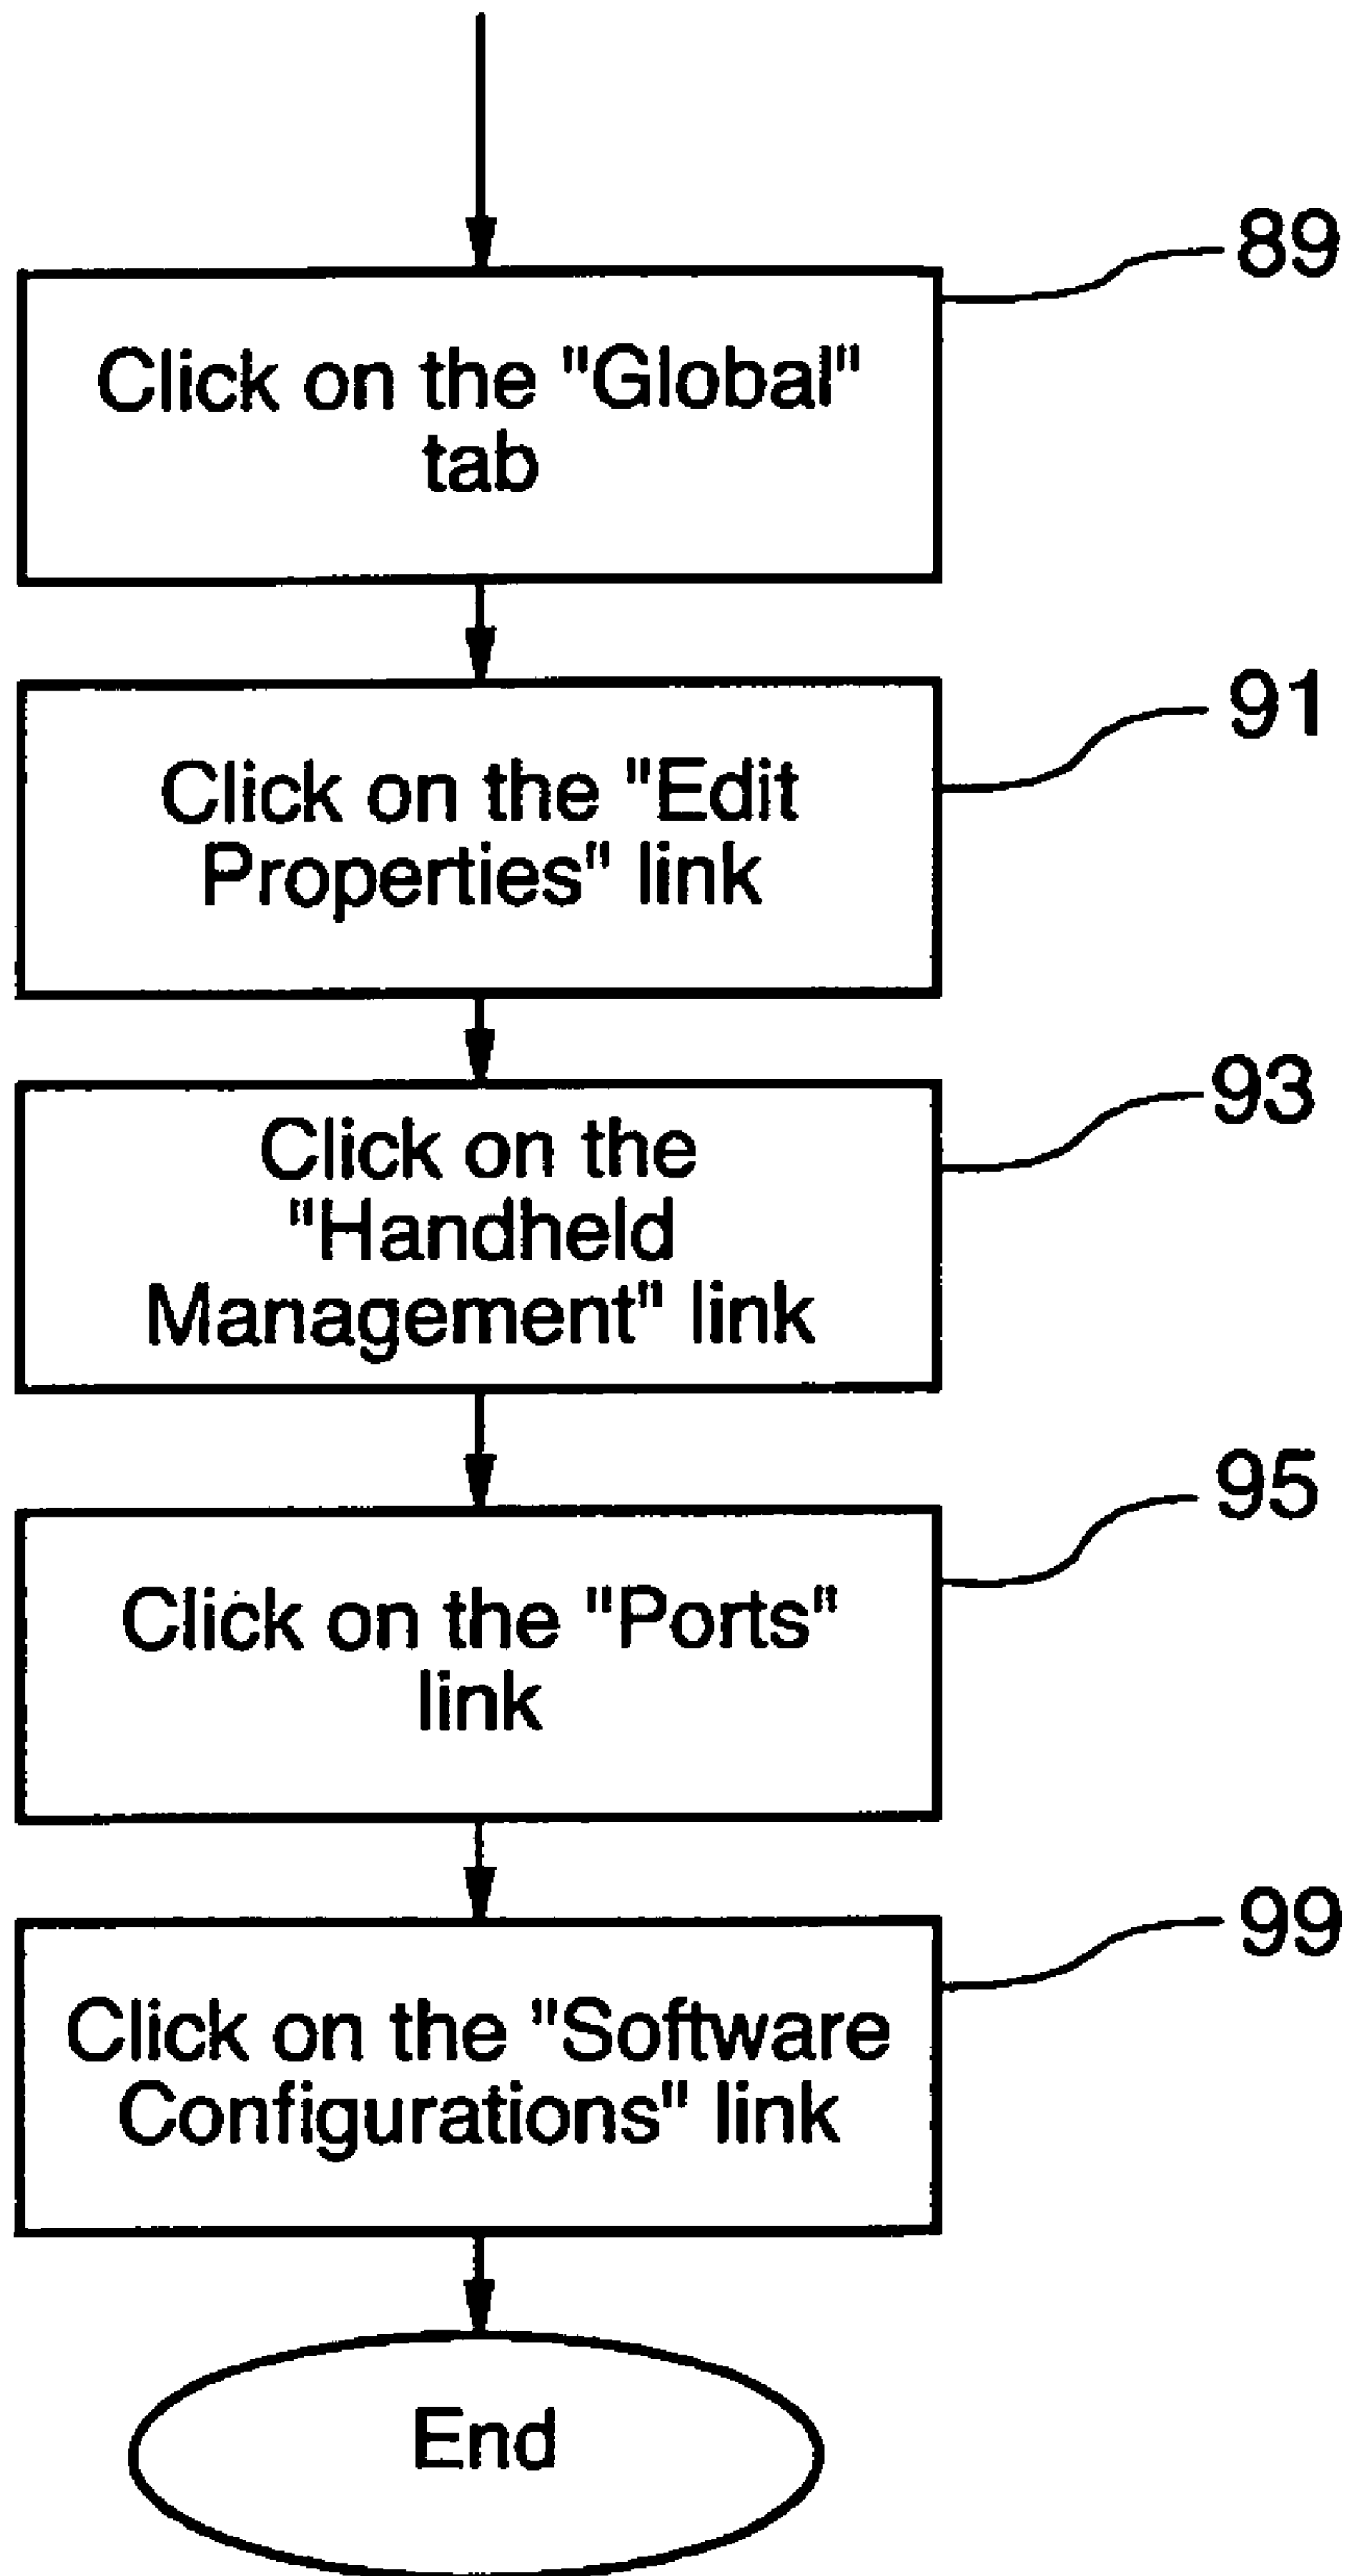 89
Click on the "Global"
tab
91
Click on the "Edit
Properties" link
93
Click on the
"Handheld
Management" link
95
Click on the "Ports"
link
99
Click on the "Software
Configurations" link
End